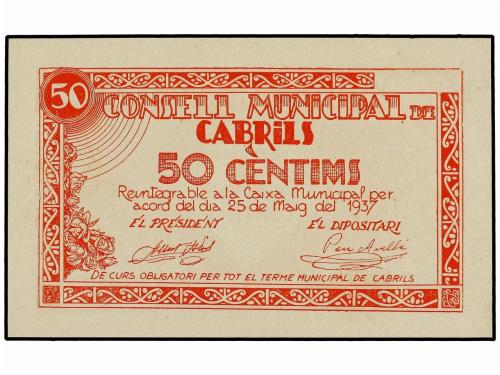 50
CONSELL MUNICIPAL DE
CABRILS
50 CÈNTIMS
Reintegrable a la Caixa Municipal per
acord del dia 25 de Maig del 1937
EL PRESIDENT EL DIPOSITARI
DE CURS OBLIGATORI PER TOT EL TERME MUNICIPAL DE CABRILS